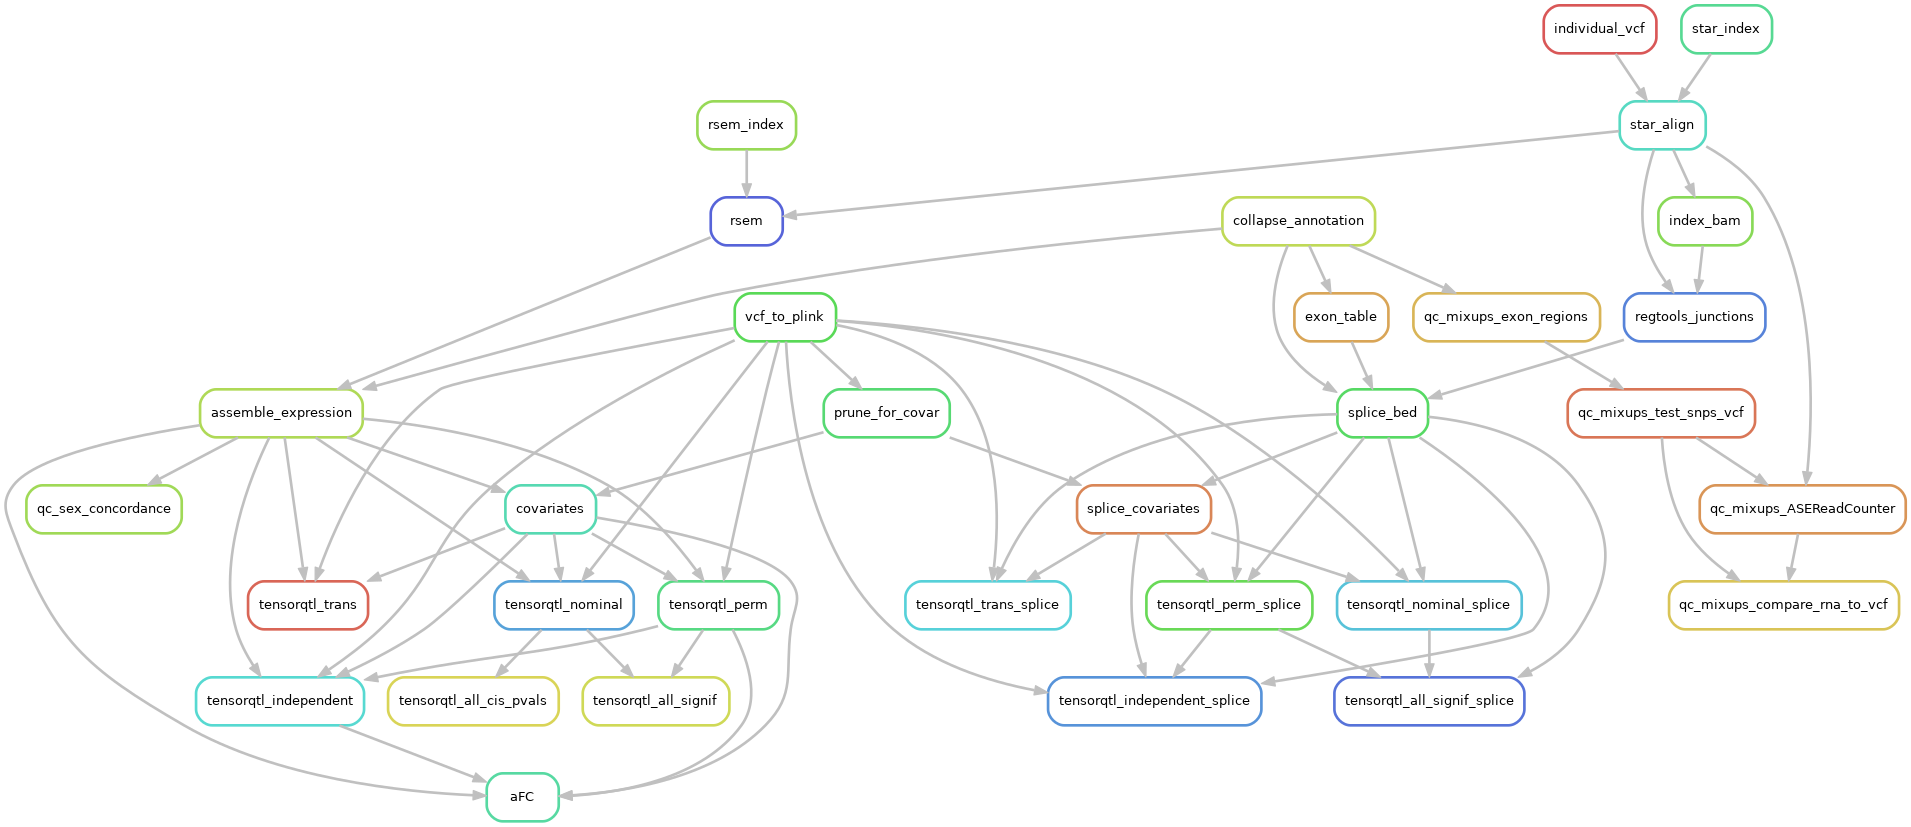 individual_vcf
star_index
rsem_index
star_align
rsem
collapse_annotation
index_bam
vcf_to_plink
exon_table
qc_mixups_exon_regions
regtools_junctions
assemble_expression
prune_for_covar
splice_bed
qc_mixups_test_snps_vcf
qc_sex_concordance
covariates
splice_covariates
qc_mixups_ASEReadCounter
tensorqtl_trans
tensorqtl_nominal
tensorqtl_perm
tensorqtl_trans_splice
tensorqtl_perm_splice
tensorqtl_nominal_splice
qc_mixups_compare_rna_to_vcf
tensorqtl_independent
tensorqtl_all_cis_pvals
tensorqtl_all_signif
tensorqtl_independent_splice
tensorqtl_all_signif_splice
aFC